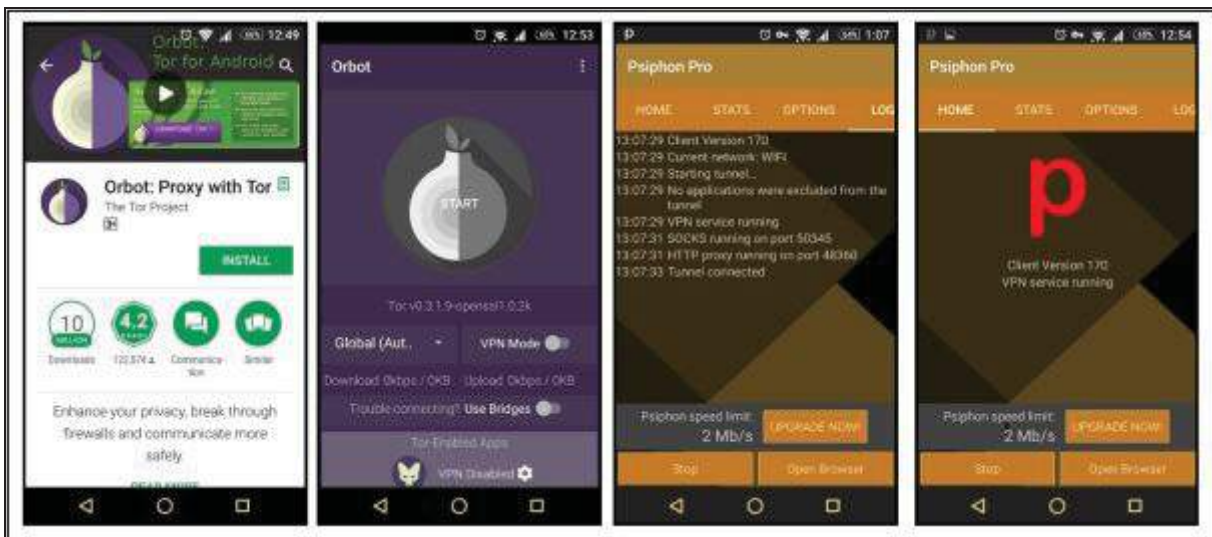 12:49
Orbot:
Tor for Android
Orbot: Proxy with Tor
The Tor Project
INSTALL
10
MILLION
4.2
Downloads
Similar
Enhance your privacy, break through
firewalls and communicate more
safely.
READ MORE
12:53
Orbot
START
Global (Aut..
VPN Mode
Download 0kbps / 0KB
Upload 0kbps / 0KB
Trouble connecting?
Use Bridges
Tor-Enabled Apps
VPN Disabled
1:07
Psiphon Pro
HOME
STATS
OPTIONS
LOG
13:07:29 Client Version 170
13:07:29 Current network: WIFI
13:07:29 Starting tunnel...
13:07:29 No applications were excluded from the
tunnel
13:07:29 VPN service running
13:07:31 SOCKS running on port 50345
13:07:31 HTTP proxy running on port 48360
13:07:33 Tunnel connected
Psiphon speed limit:
2 Mb/s
UPGRADE NOW!
Stop
Open Browser
12:54
Psiphon Pro
HOME
STATS
OPTIONS
LOG
p
Client Version 170
VPN service running
Psiphon speed limit:
2 Mb/s
UPGRADE NOW!
Stop
Open Browser